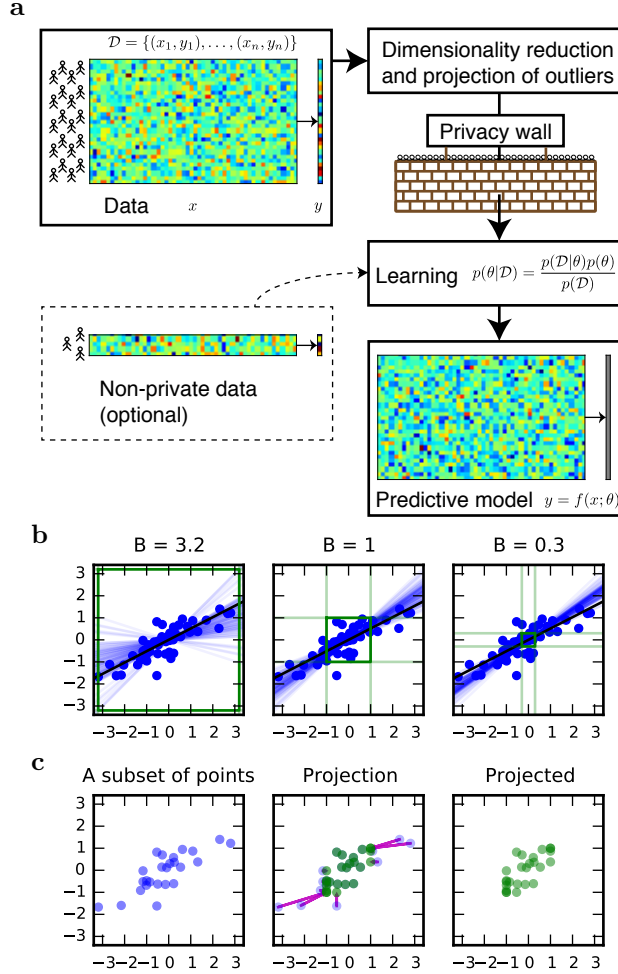 a
𝒟 = {(x₁, y₁), . . . , (xₙ, yₙ)}
Data x y
Dimensionality reduction
and projection of outliers
Privacy wall
Learning p(θ|𝒟) = p(𝒟|θ)p(θ) / p(𝒟)
Non-private data
(optional)
Predictive model y = f(x; θ)
b
B = 3.2 B = 1 B = 0.3
3
2
1
0
−1
−2
−3
−3 −2 −1 0 1 2 3 −3 −2 −1 0 1 2 3 −3 −2 −1 0 1 2 3
c
A subset of points Projection Projected
3
2
1
0
−1
−2
−3
−3 −2 −1 0 1 2 3 −3 −2 −1 0 1 2 3 −3 −2 −1 0 1 2 3